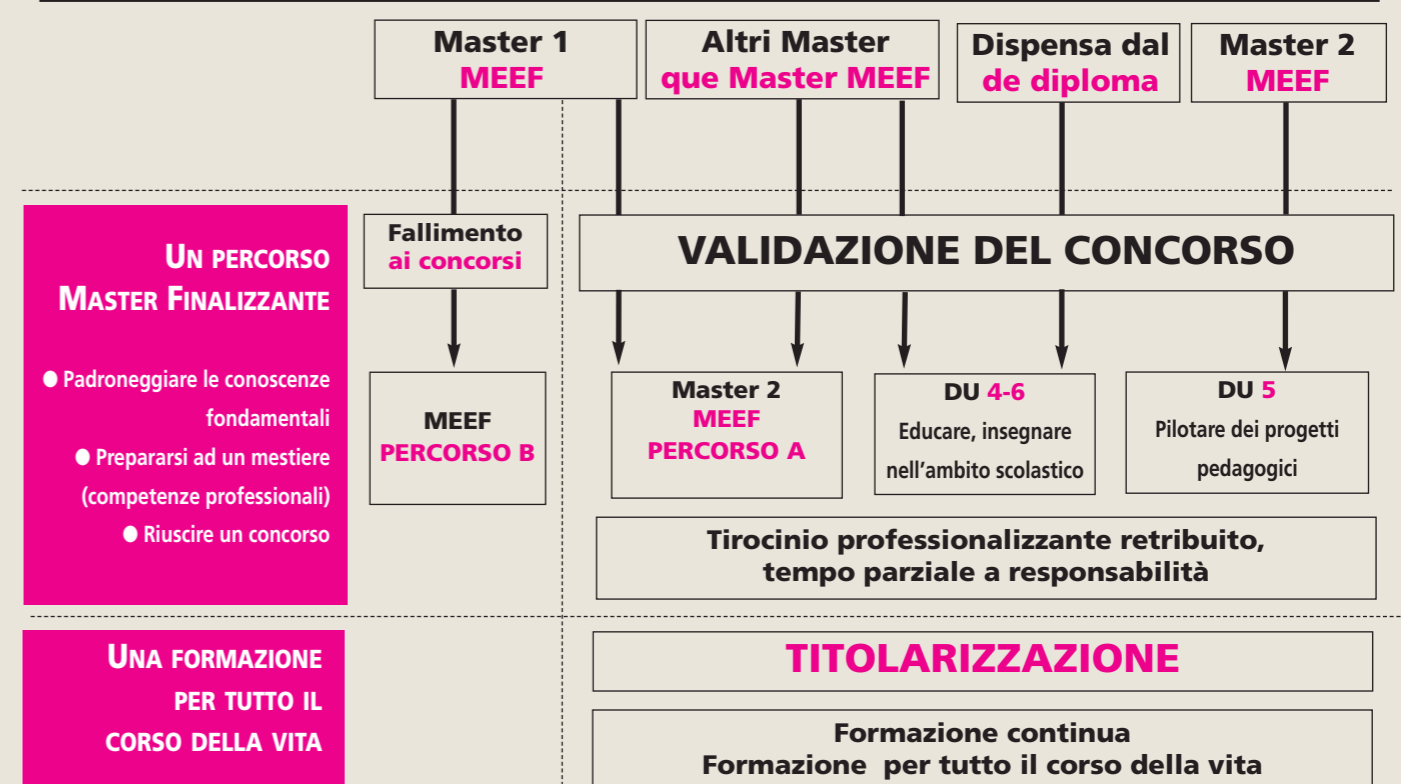 Master 1
MEEF
Altri Master
que Master MEEF
Dispensa dal
de diploma
Master 2
MEEF
UN PERCORSO
MASTER FINALIZZANTE
● Padroneggiare le conoscenze
fondamentali
● Prepararsi ad un mestiere
(competenze professionali)
● Riuscire un concorso
Fallimento
ai concorsi
VALIDAZIONE DEL CONCORSO
MEEF
PERCORSO B
Master 2
MEEF
PERCORSO A
DU 4-6
Educare, insegnare
nell'ambito scolastico
DU 5
Pilotare dei progetti
pedagogici
Tirocinio professionalizzante retribuito,
tempo parziale a responsabilità
UNA FORMAZIONE
PER TUTTO IL
CORSO DELLA VITA
TITOLARIZZAZIONE
Formazione continua
Formazione per tutto il corso della vita